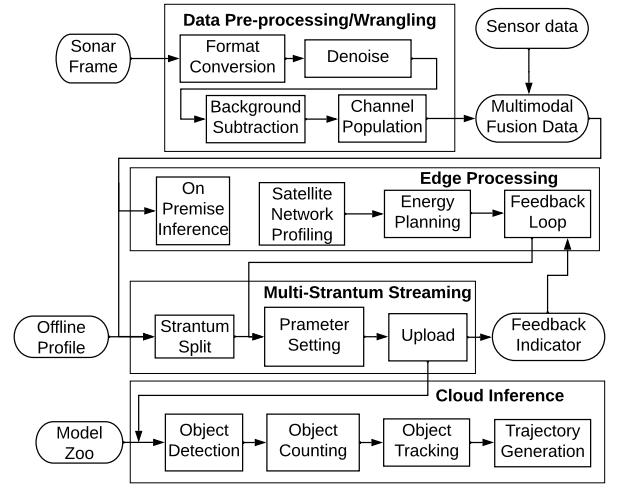 Data Pre-processing/Wrangling
Sonar
Frame
Format
Conversion
Denoise
Sensor data
Background
Subtraction
Channel
Population
Multimodal
Fusion Data
Edge Processing
On
Premise
Inference
Satellite
Network
Profiling
Energy
Planning
Feedback
Loop
Multi-Strantum Streaming
Offline
Profile
Strantum
Split
Prameter
Setting
Upload
Feedback
Indicator
Cloud Inference
Model
Zoo
Object
Detection
Object
Counting
Object
Tracking
Trajectory
Generation